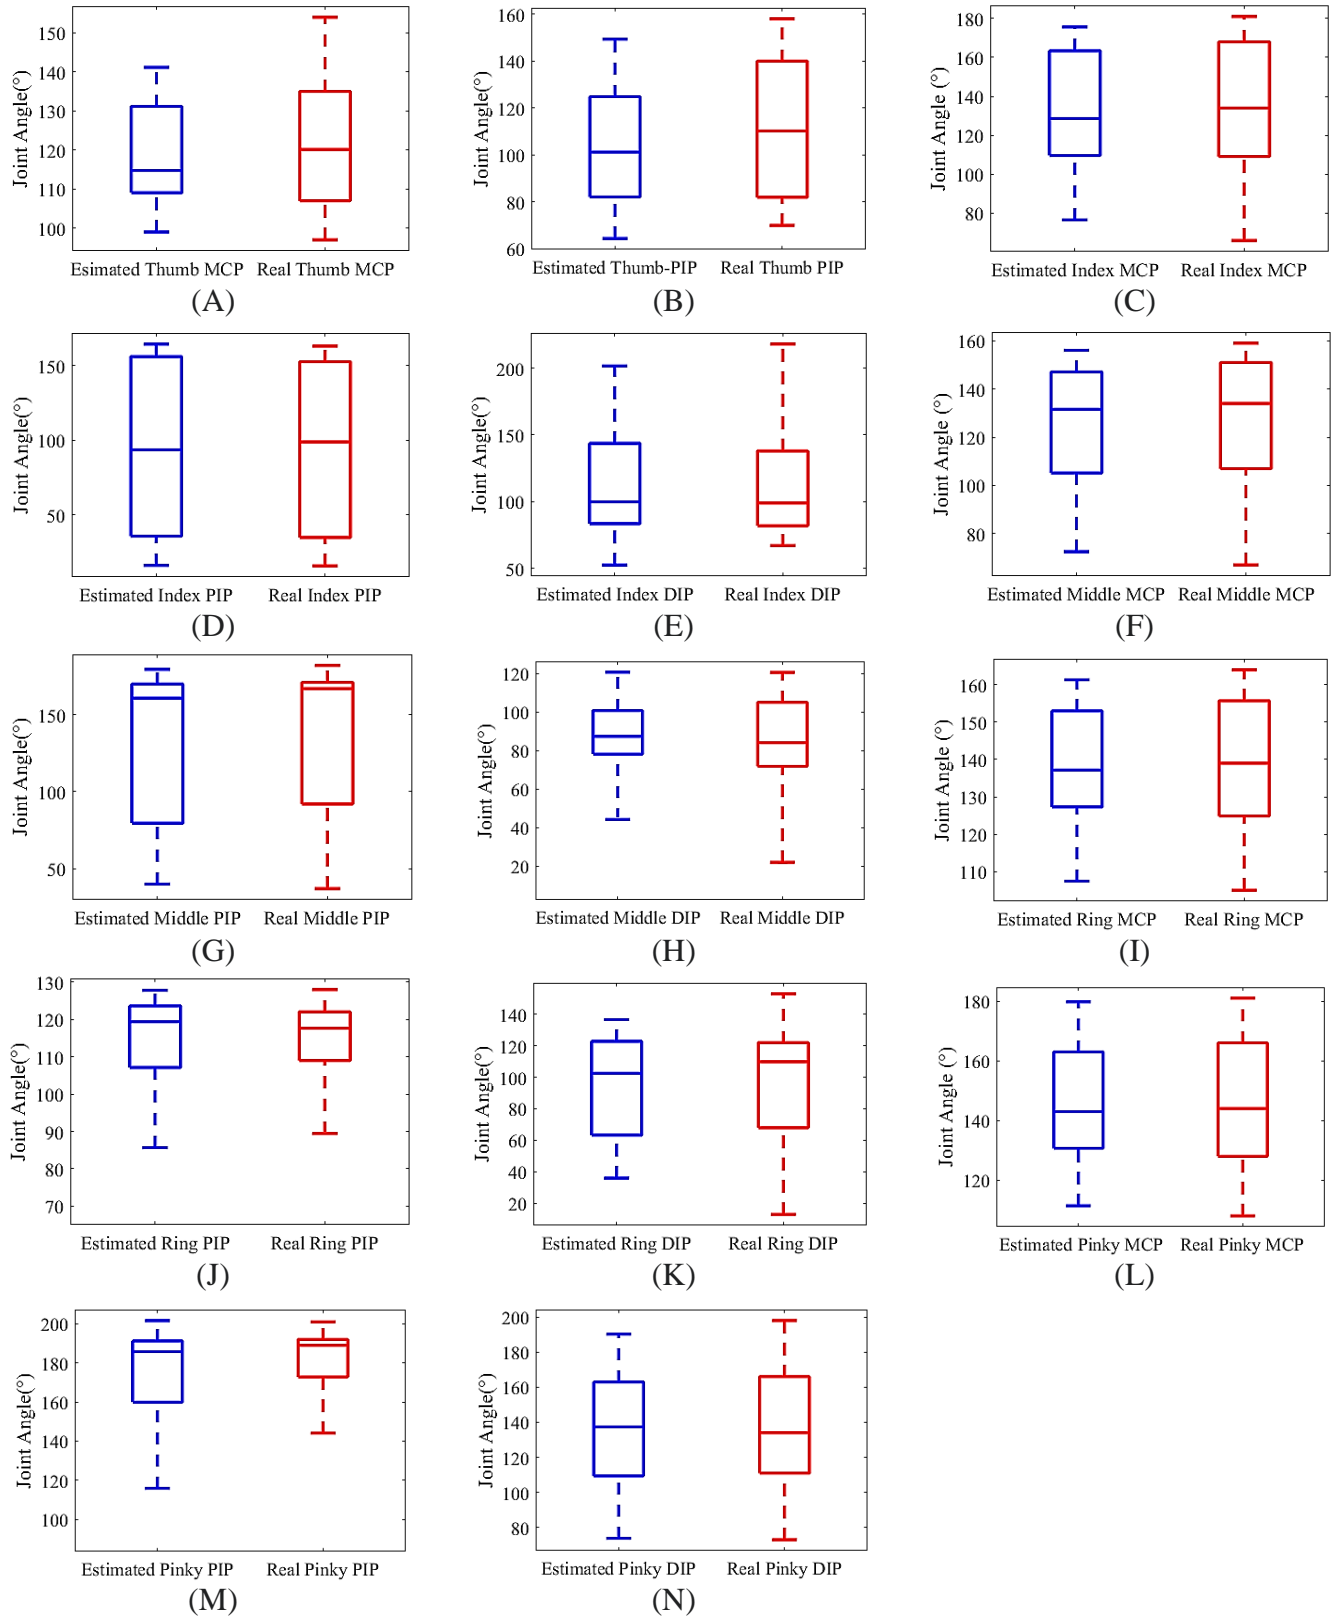 Joint Angle(°)
150
140
130
120
110
100
Esimated Thumb MCP Real Thumb MCP
(A)
Joint Angle(°)
160
140
120
100
80
60
Estimated Thumb-PIP Real Thumb PIP
(B)
Joint Angle (°)
180
160
140
120
100
80
Estimated Index MCP Real Index MCP
(C)
Joint Angle(°)
150
100
50
Estimated Index PIP Real Index PIP
(D)
Joint Angle(°)
200
150
100
50
Estimated Index DIP Real Index DIP
(E)
Joint Angle (°)
160
140
120
100
80
Estimated Middle MCP Real Middle MCP
(F)
Joint Angle(°)
150
100
50
Estimated Middle PIP Real Middle PIP
(G)
Joint Angle(°)
120
100
80
60
40
20
Estimated Middle DIP Real Middle DIP
(H)
Joint Angle (°)
160
150
140
130
120
110
Estimated Ring MCP Real Ring MCP
(I)
Joint Angle(°)
130
120
110
100
90
80
70
Estimated Ring PIP Real Ring PIP
(J)
Joint Angle(°)
140
120
100
80
60
40
20
Estimated Ring DIP Real Ring DIP
(K)
Joint Angle (°)
180
160
140
120
Estimated Pinky MCP Real Pinky MCP
(L)
Joint Angle(°)
200
180
160
140
120
100
Estimated Pinky PIP Real Pinky PIP
(M)
Joint Angle(°)
200
180
160
140
120
100
80
Estimated Pinky DIP Real Pinky DIP
(N)